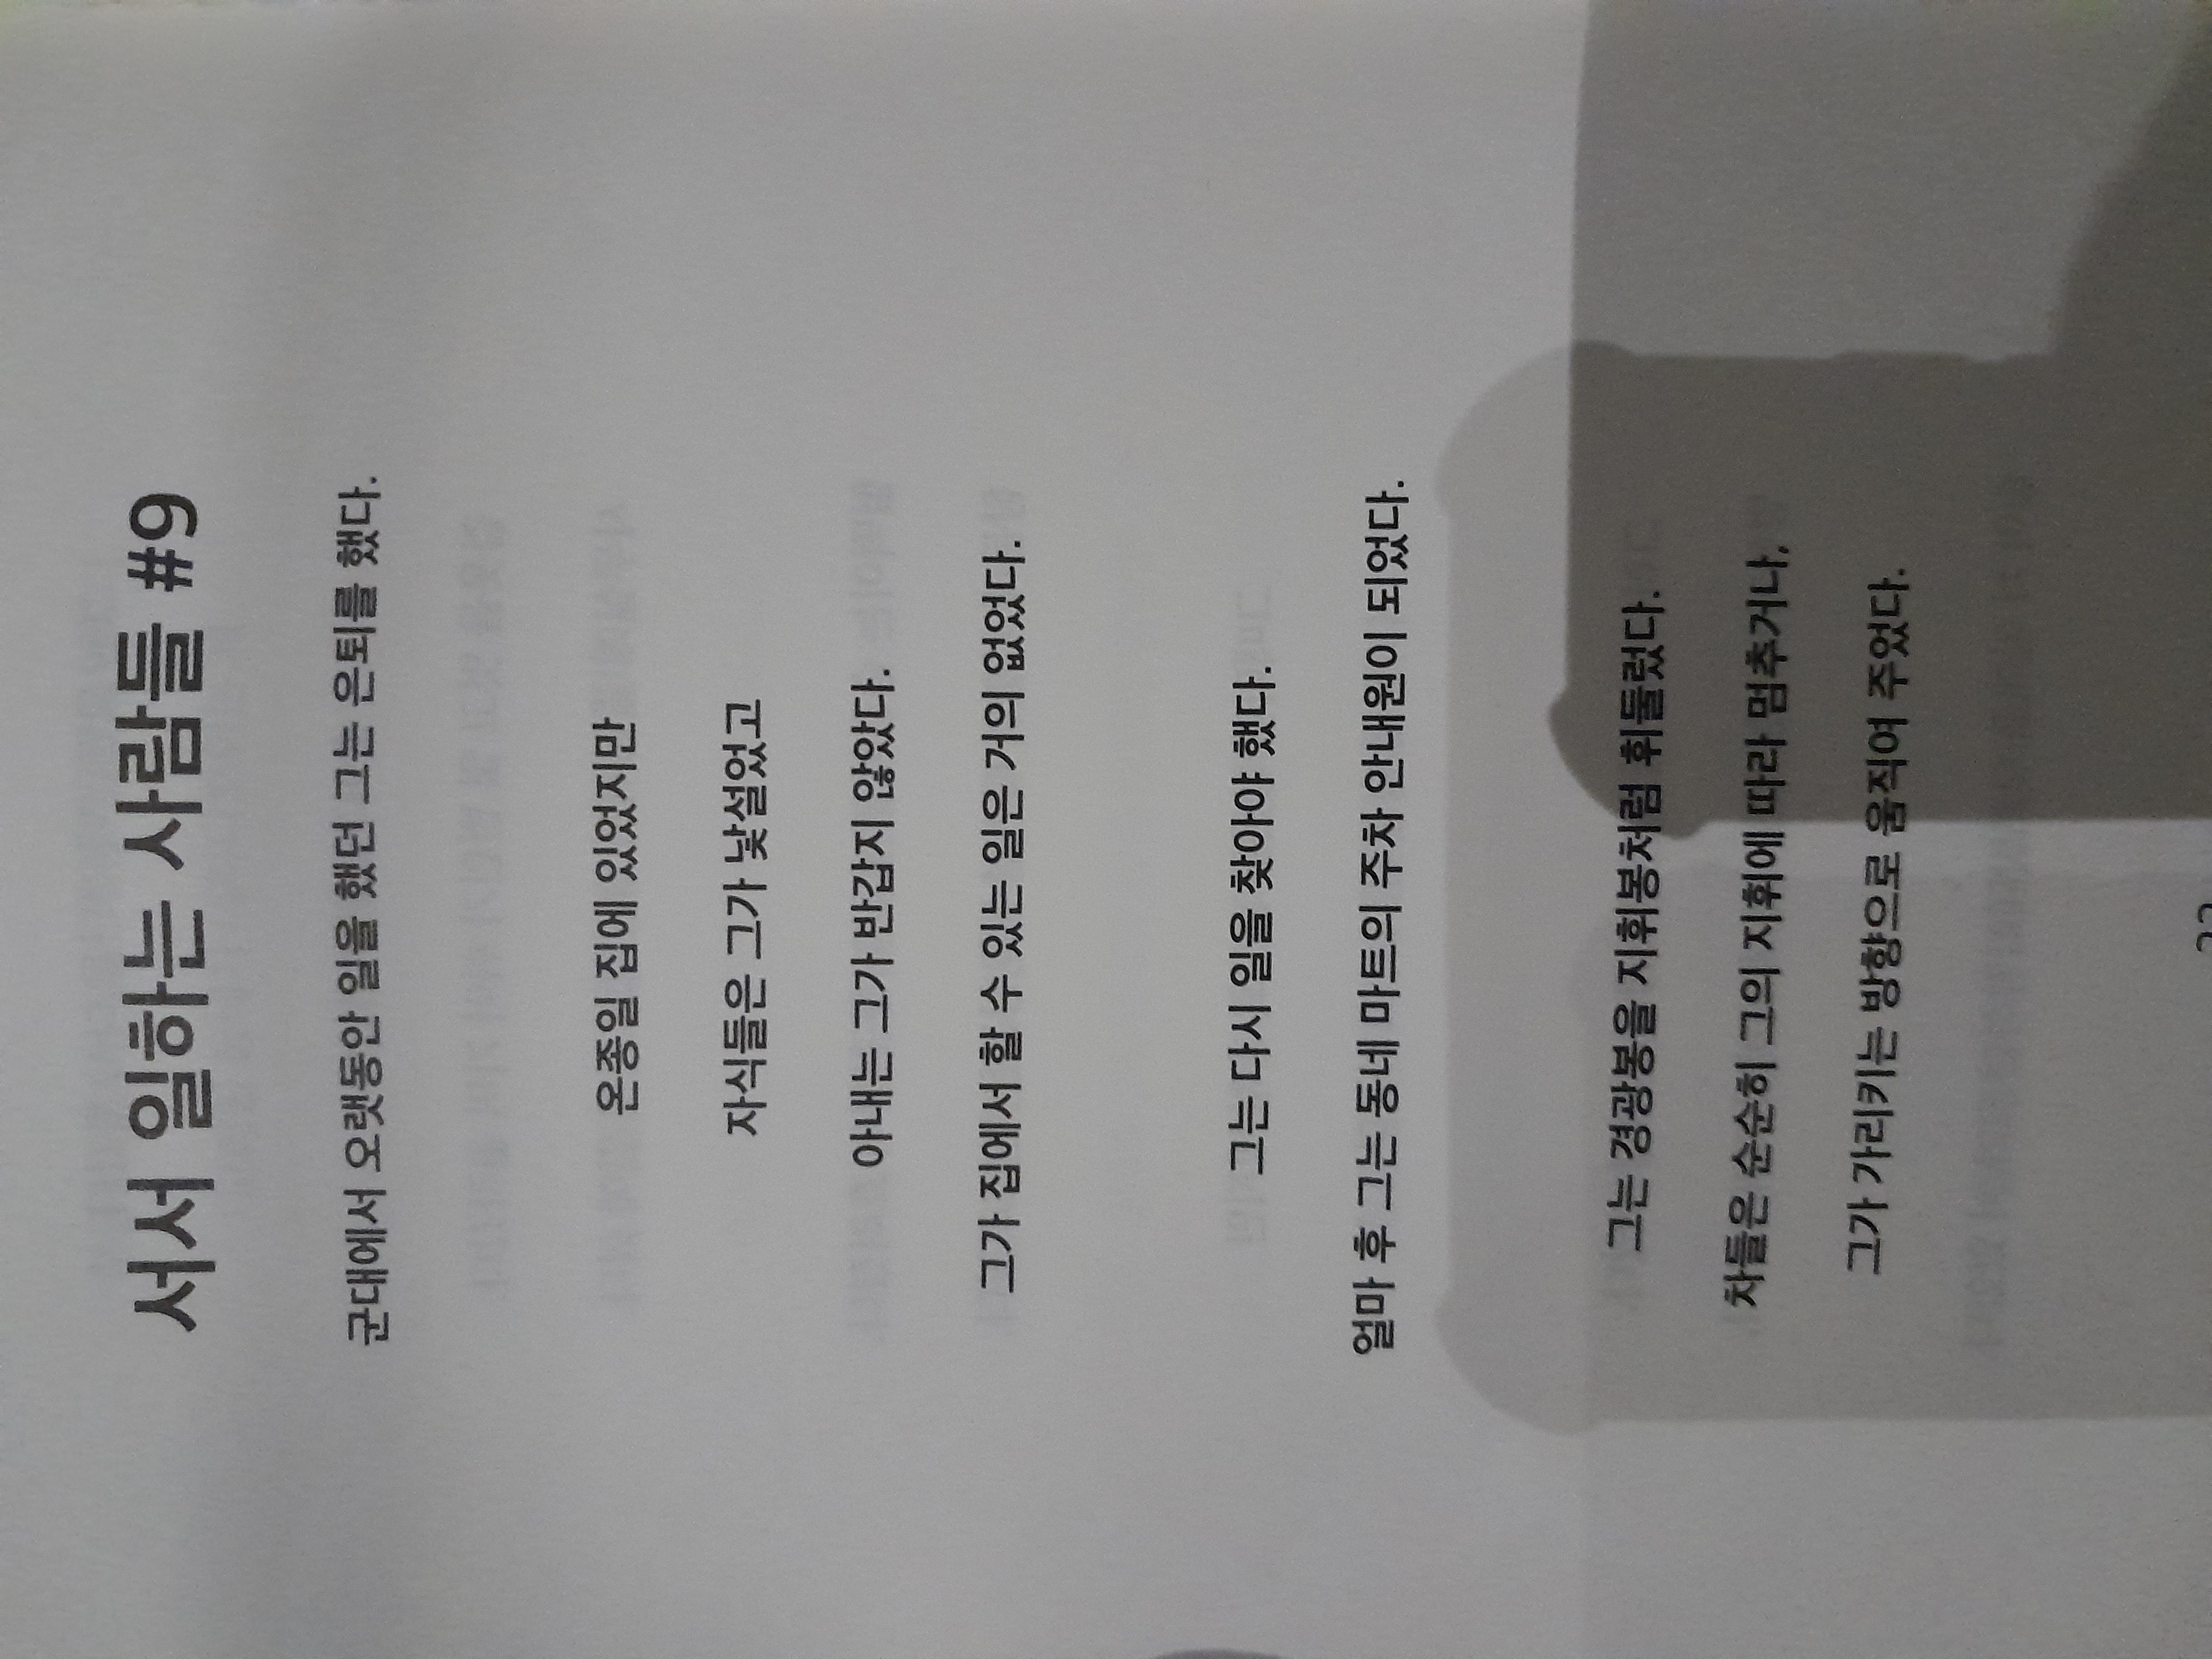 서서 일하는 사람들 #9
군대에서 오랫동안 일을 했던 그는 은퇴를 했다.
온종일 집에 있었지만
자식들은 그가 낯설었고
아내는 그가 반갑지 않았다.
그가 집에서 할 수 있는 일은 거의 없었다.
그는 다시 일을 찾아야 했다.
얼마 후 그는 동네 마트의 주차 안내원이 되었다.
그는 경광봉을 지휘봉처럼 휘둘렀다.
차들은 순순히 그의 지휘에 따라 멈추거나,
그가 가리키는 방향으로 움직여 주었다.